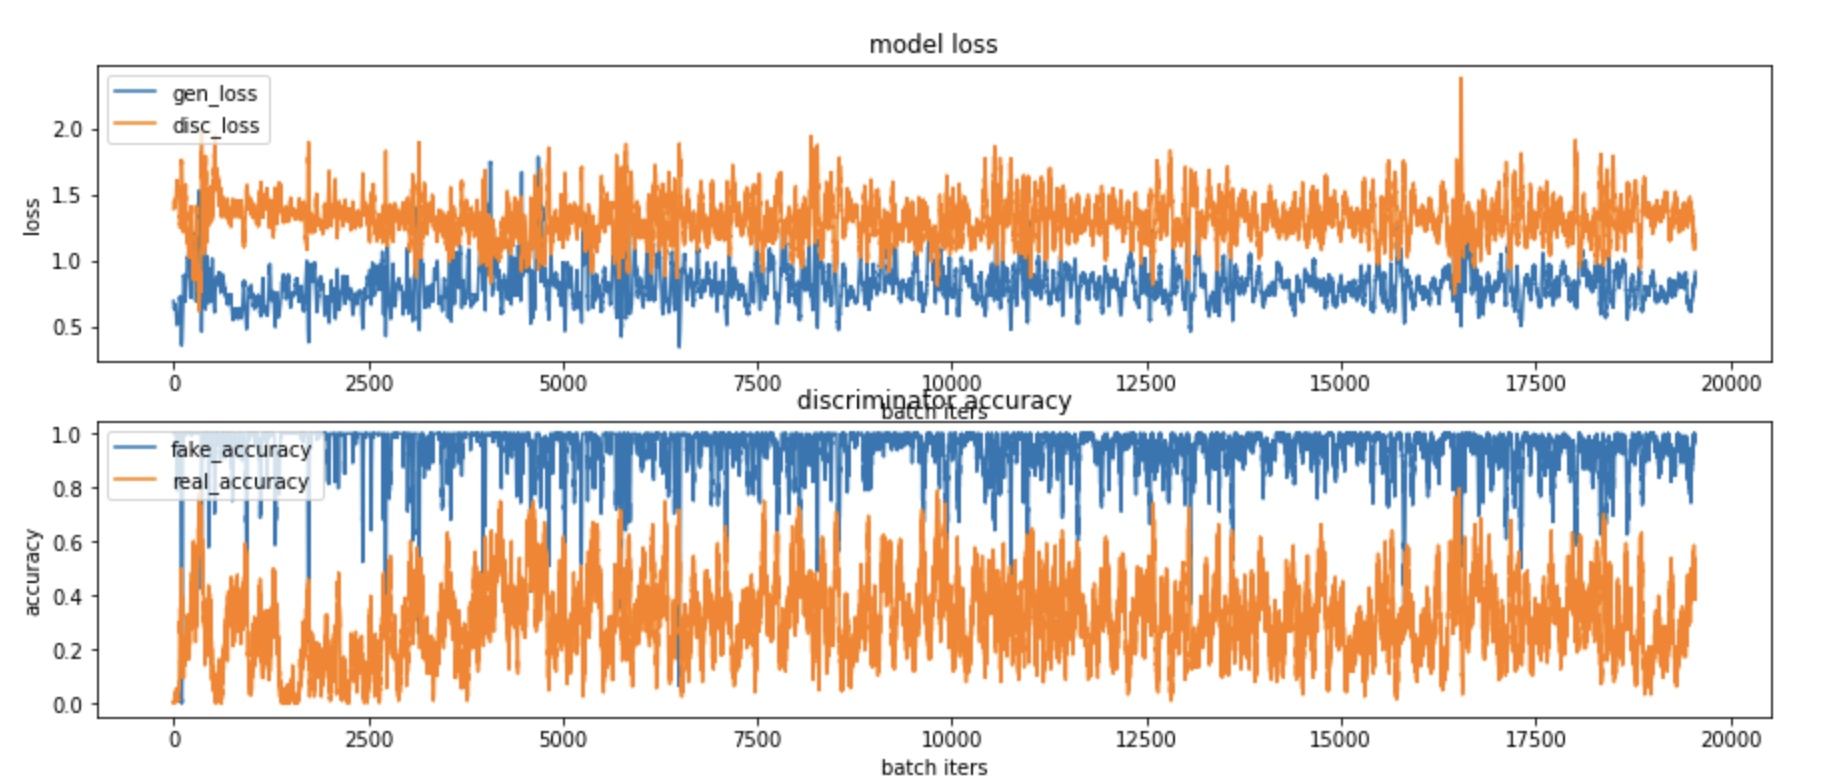 model loss
gen_loss
disc_loss
2.0
1.5
1.0
0.5
loss
0 2500 5000 7500 10000 12500 15000 17500 20000
batch iters
discriminator accuracy
fake_accuracy
real_accuracy
1.0
0.8
0.6
0.4
0.2
0.0
accuracy
0 2500 5000 7500 10000 12500 15000 17500 20000
batch iters